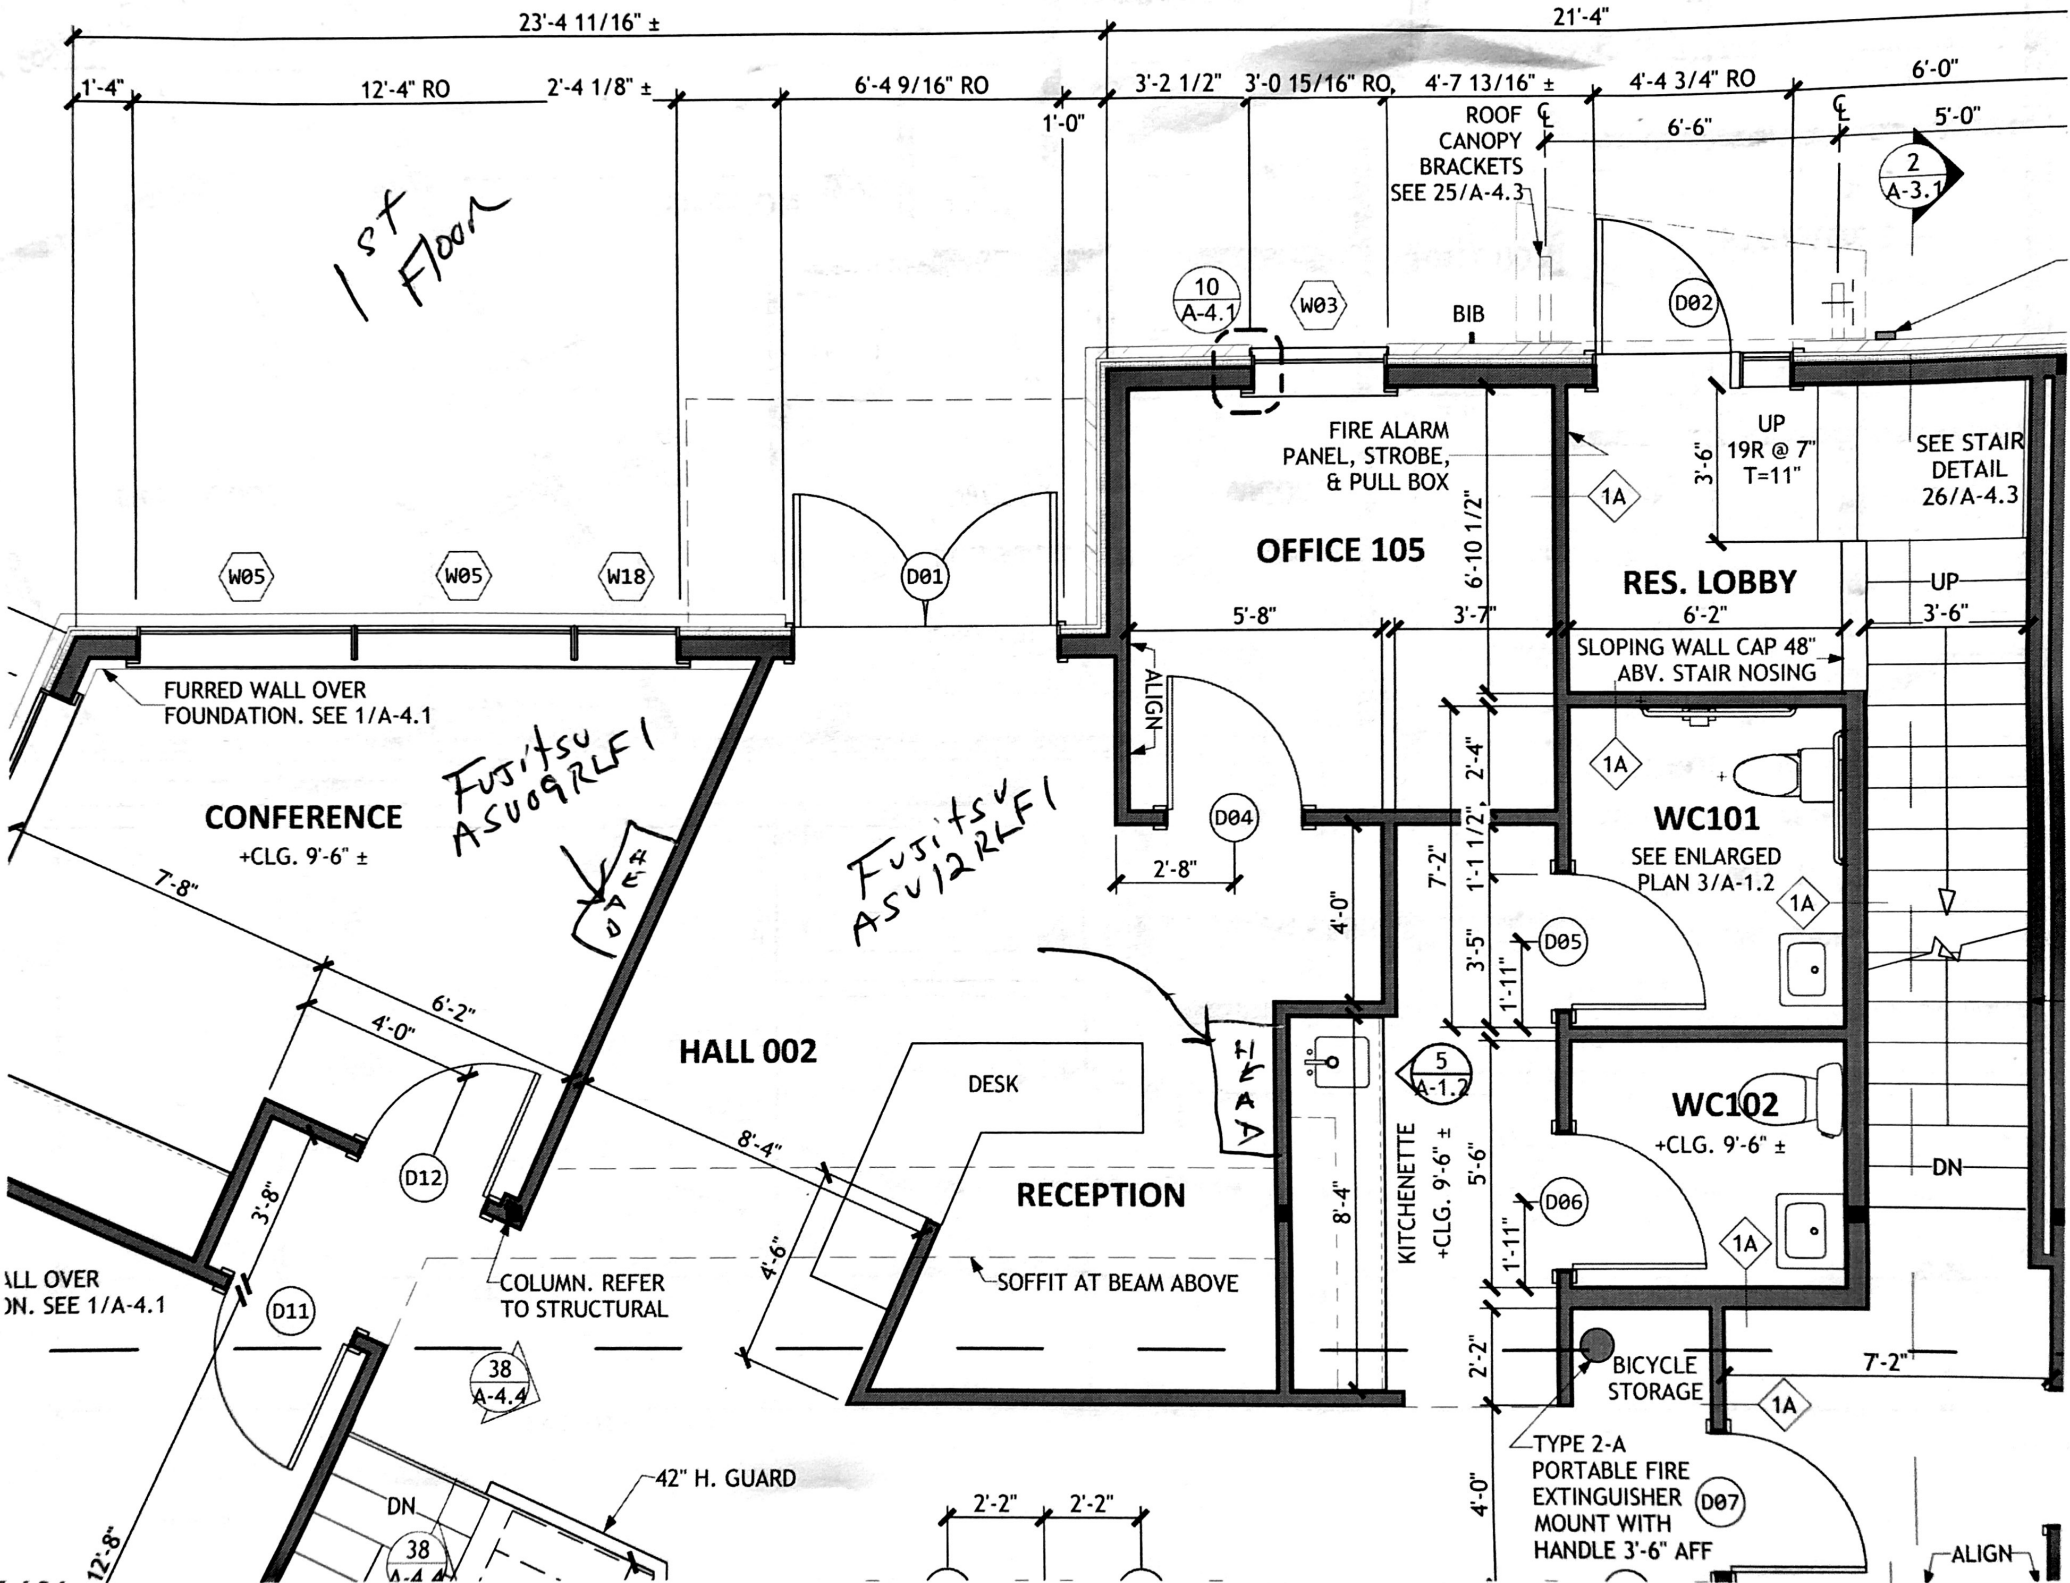 23'-4 11/16" ±
21'-4"
1'-4"
12'-4" RO
2'-4 1/8" ±
6'-4 9/16" RO
1'-0"
3'-2 1/2"
3'-0 15/16" RO
4'-7 13/16" ±
4'-4 3/4" RO
6'-0"
ROOF
CANOPY
BRACKETS
SEE 25/A-4.3
℄
6'-6"
℄
5'-0"
2
A-3.1
1st
Floor
10
A-4.1
W03
BIB
D02
FIRE ALARM
PANEL, STROBE,
& PULL BOX
1A
3'-6"
UP
19R @ 7"
T=11"
SEE STAIR
DETAIL
26/A-4.3
W05
W05
W18
D01
OFFICE 105
6'-10 1/2"
RES. LOBBY
UP
5'-8"
3'-7"
6'-2"
3'-6"
SLOPING WALL CAP 48"
ABV. STAIR NOSING
FURRED WALL OVER
FOUNDATION. SEE 1/A-4.1
ALIGN
Fujitsu
ASU09RLF1
HEAD
CONFERENCE
+CLG. 9'-6" ±
Fujitsu
ASU12RLF1
D04
2'-8"
2'-4"
1'-1 1/2"
7'-2"
1A
WC101
SEE ENLARGED
PLAN 3/A-1.2
1A
7'-8"
4'-0"
3'-5"
1'-11"
D05
6'-2"
4'-0"
HALL 002
DESK
HEAD
5
A-1.2
WC102
+CLG. 9'-6" ±
8'-4"
D12
3'-8"
RECEPTION
8'-4"
KITCHENETTE
+CLG. 9'-6" ±
5'-6"
D06
1'-11"
1A
DN
4'-6"
ALL OVER
ON. SEE 1/A-4.1
D11
COLUMN. REFER
TO STRUCTURAL
SOFFIT AT BEAM ABOVE
38
A-4.4
2'-2"
BICYCLE
STORAGE
7'-2"
1A
42" H. GUARD
DN
38
A-4.4
12'-8"
2'-2"
2'-2"
4'-0"
TYPE 2-A
PORTABLE FIRE
EXTINGUISHER
MOUNT WITH
HANDLE 3'-6" AFF
D07
ALIGN